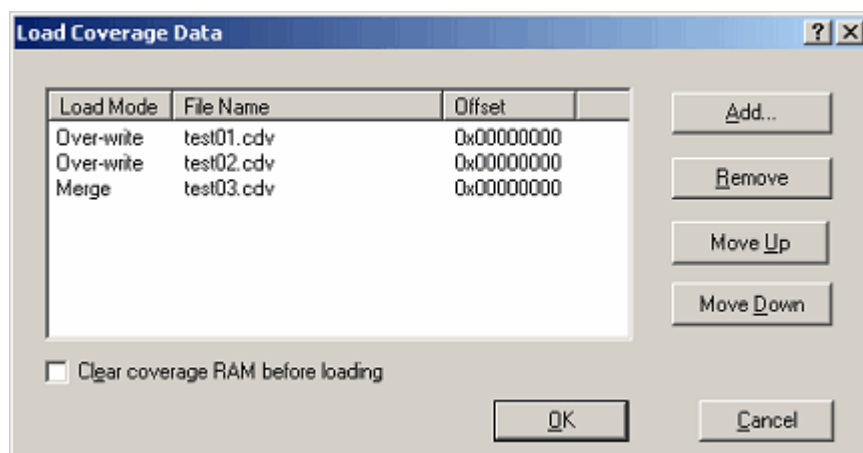 Load Coverage Data
Load Mode File Name Offset
Over-write test01.cdv 0x00000000
Over-write test02.cdv 0x00000000
Merge test03.cdv 0x00000000
Add...
Remove
Move Up
Move Down
Clear coverage RAM before loading
OK Cancel